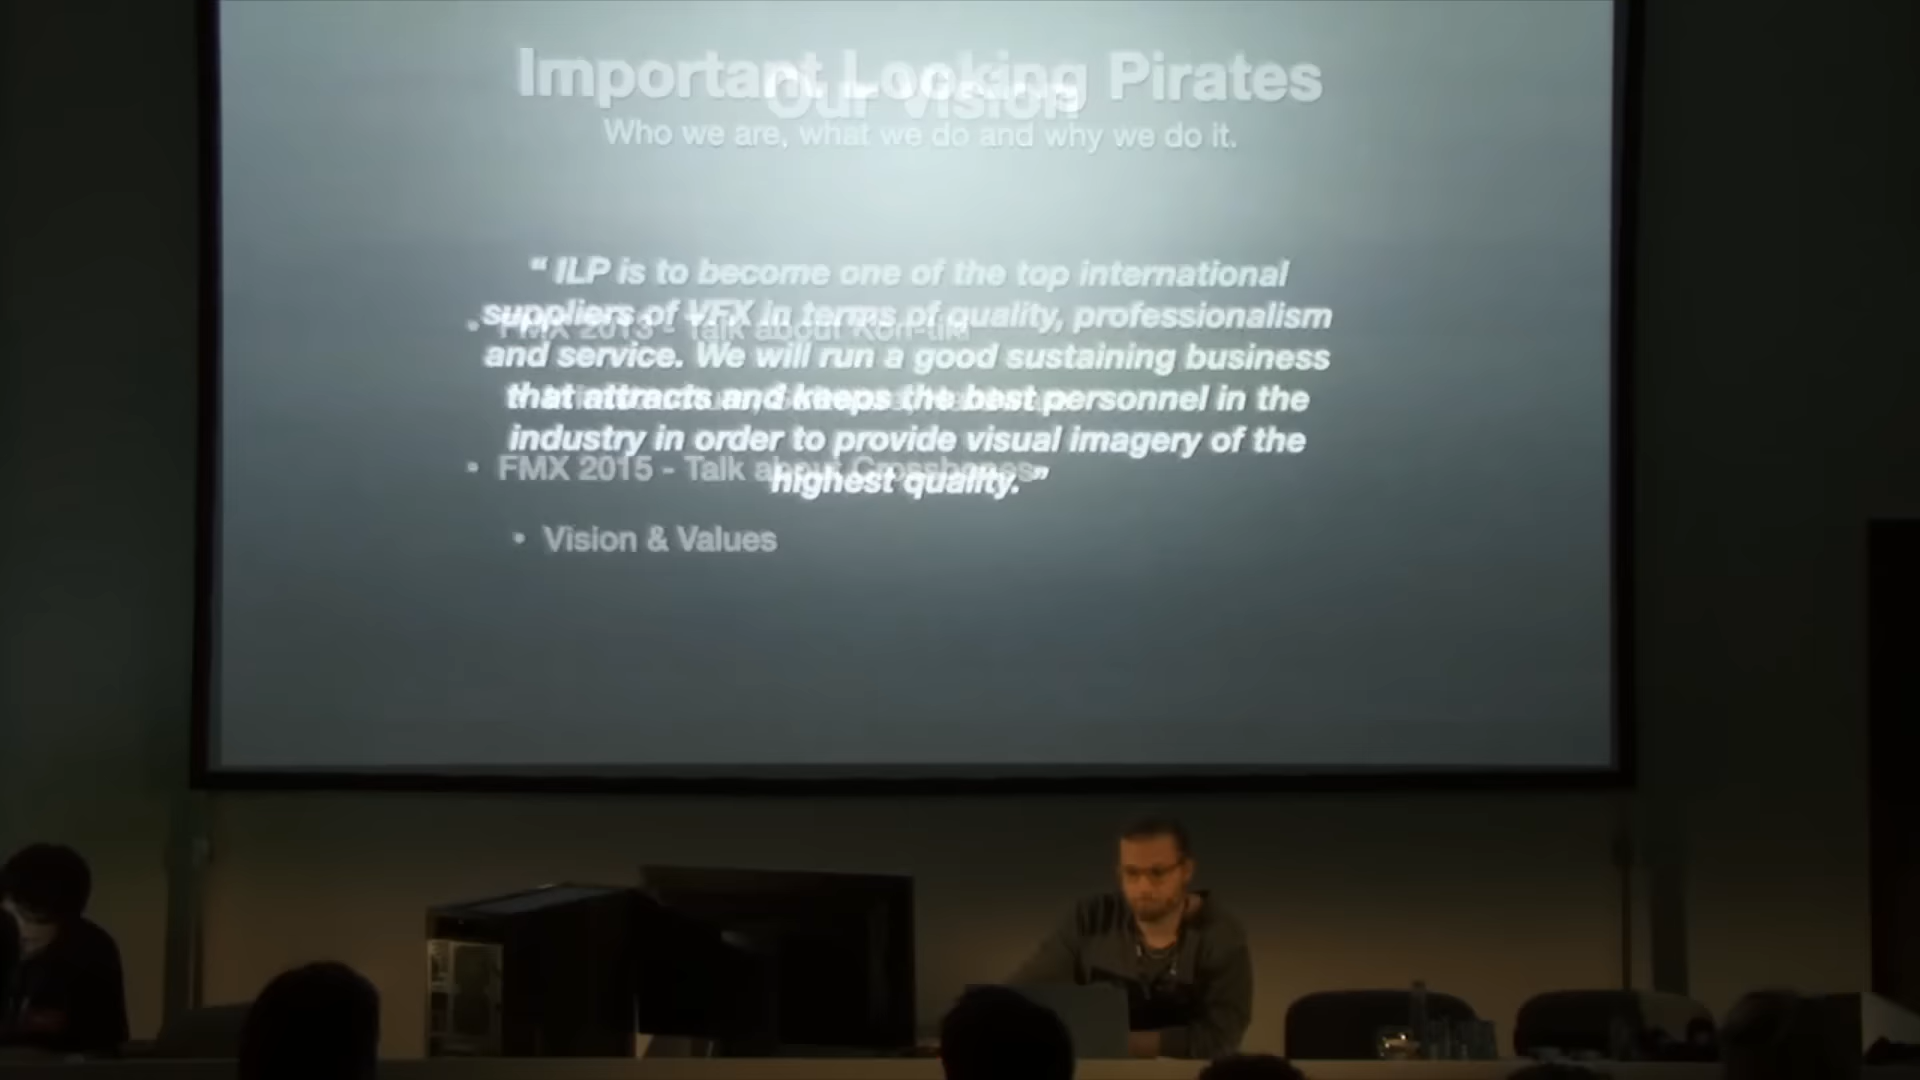 Important Looking Pirates
Our Vision
Who we are, what we do and why we do it.
“ ILP is to become one of the top international
suppliers of VFX in terms of quality, professionalism
• FMX 2013 - Talk about Kon-tiki
and service. We will run a good sustaining business
that attracts and keeps the best personnel in the
industry in order to provide visual imagery of the
• FMX 2015 - Talk about Crossbones
highest quality. ”
• Vision & Values